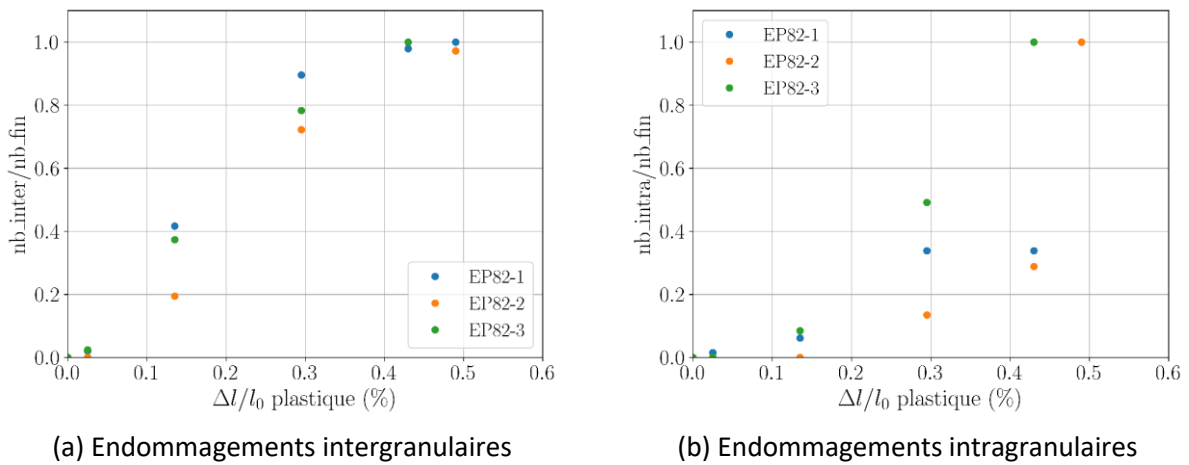 1.0
0.8
0.6
0.4
0.2
0.0
nb_inter/nb_fin
0.0 0.1 0.2 0.3 0.4 0.5 0.6
Δl/l₀ plastique (%)
EP82-1
EP82-2
EP82-3
(a) Endommagements intergranulaires
1.0
0.8
0.6
0.4
0.2
0.0
nb_intra/nb_fin
0.0 0.1 0.2 0.3 0.4 0.5 0.6
Δl/l₀ plastique (%)
EP82-1
EP82-2
EP82-3
(b) Endommagements intragranulaires